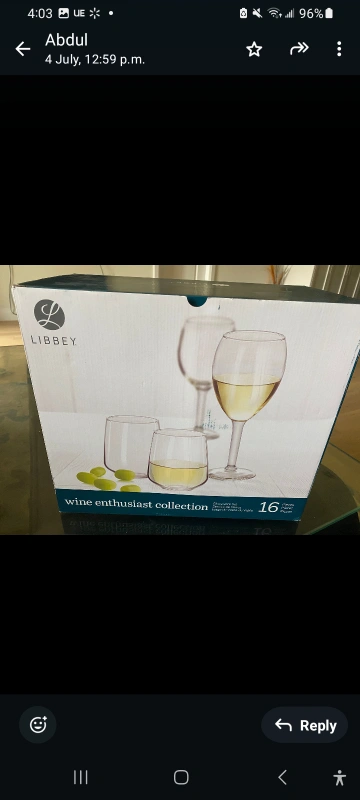 4:03
UE
96%
Abdul
4 July, 12:59 p.m.
LIBBEY
wine enthusiast collection
16
Reply